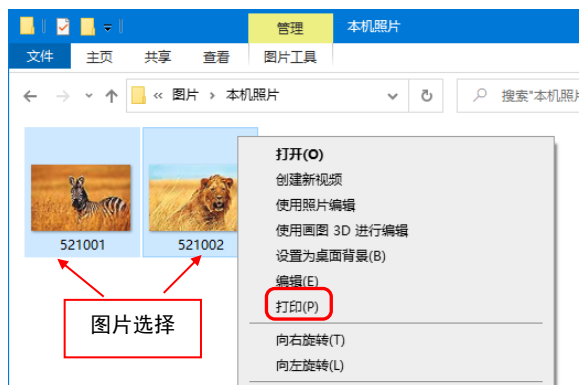 管理 本机照片
文件 主页 共享 查看 图片工具
« 图片 › 本机照片 搜索"本机照片
打开(O)
创建新视频
使用照片编辑
使用画图 3D 进行编辑
设置为桌面背景(B)
521001 521002
编辑(E)
打印(P)
图片选择
向右旋转(T)
向左旋转(L)